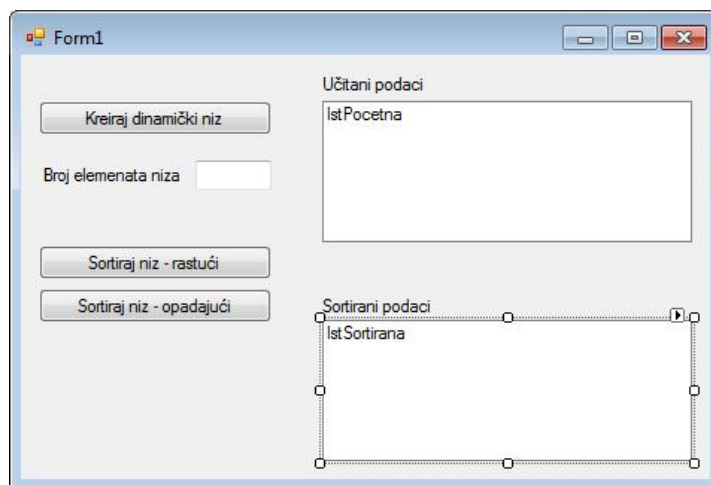 Form1
Učitani podaci
Kreiraj dinamički niz
lstPocetna
Broj elemenata niza
Sortiraj niz - rastući
Sortiraj niz - opadajući
Sortirani podaci
lstSortirana